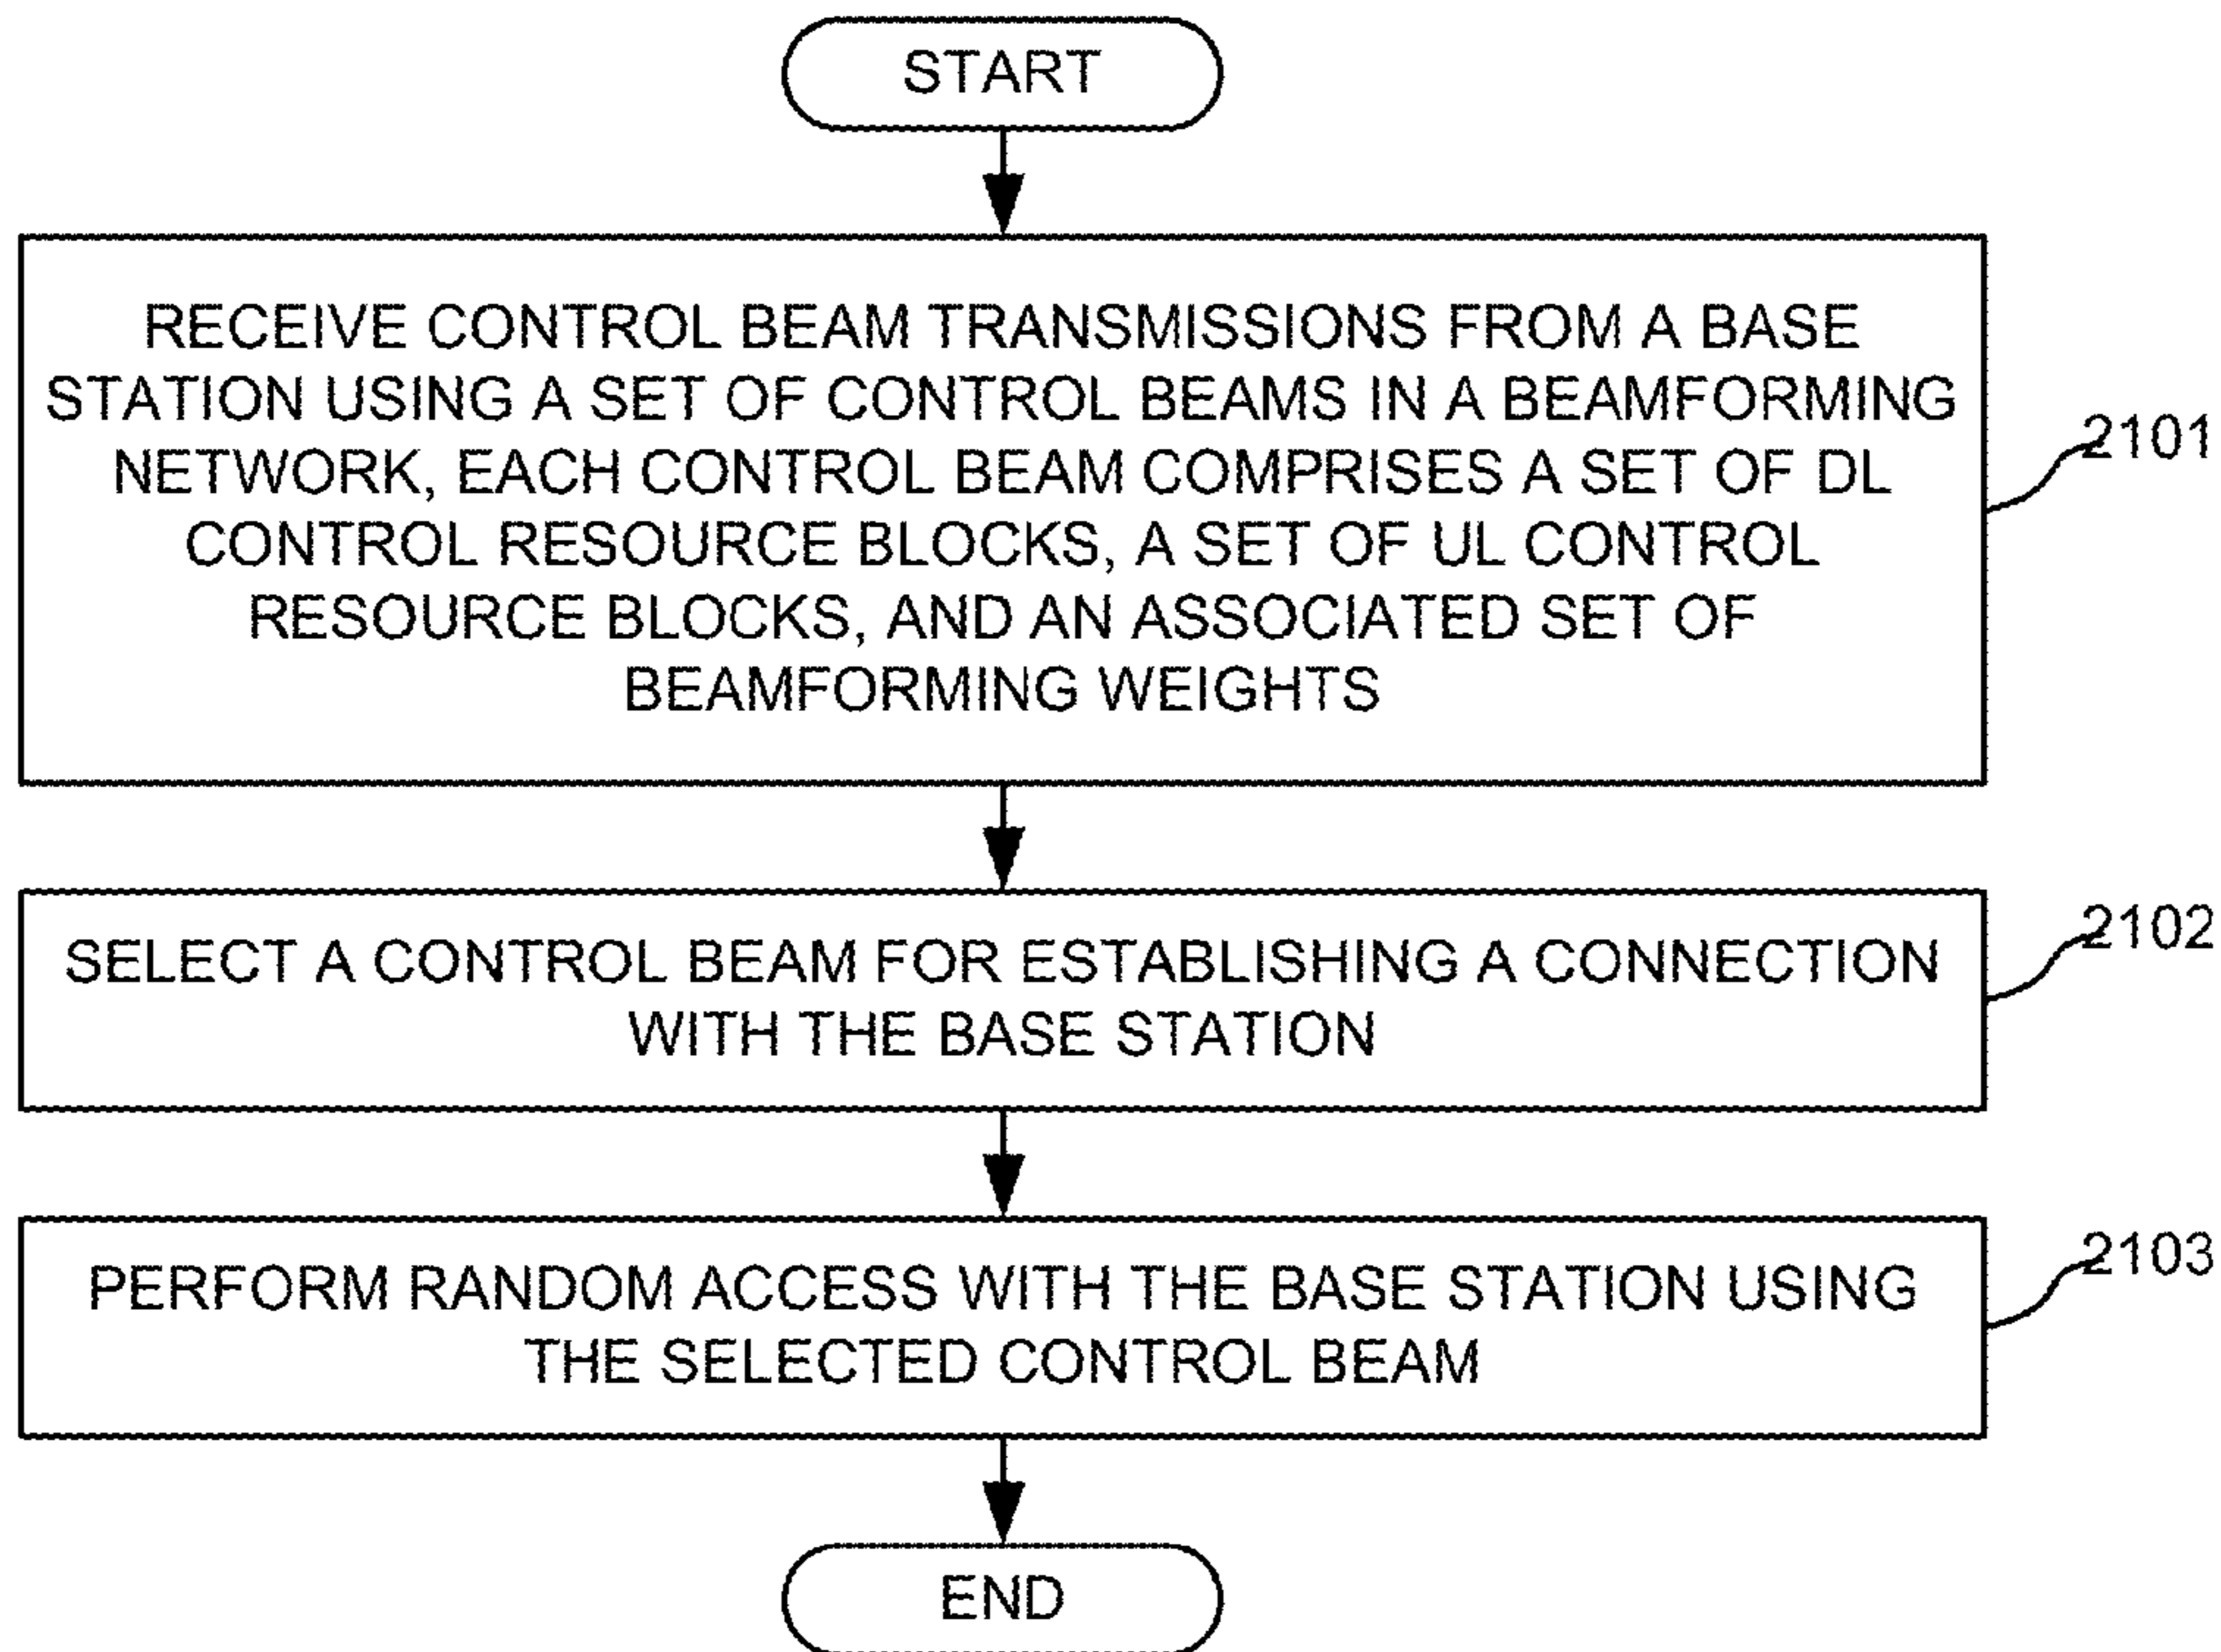 START
RECEIVE CONTROL BEAM TRANSMISSIONS FROM A BASE
STATION USING A SET OF CONTROL BEAMS IN A BEAMFORMING
NETWORK, EACH CONTROL BEAM COMPRISES A SET OF DL
CONTROL RESOURCE BLOCKS, A SET OF UL CONTROL
RESOURCE BLOCKS, AND AN ASSOCIATED SET OF
BEAMFORMING WEIGHTS
2101
SELECT A CONTROL BEAM FOR ESTABLISHING A CONNECTION
WITH THE BASE STATION
2102
PERFORM RANDOM ACCESS WITH THE BASE STATION USING
THE SELECTED CONTROL BEAM
2103
END